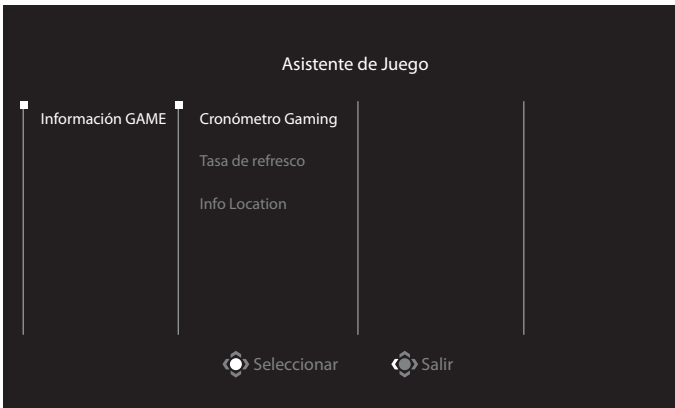 Asistente de Juego
Información GAME
Cronómetro Gaming
Tasa de refresco
Info Location
Seleccionar
Salir